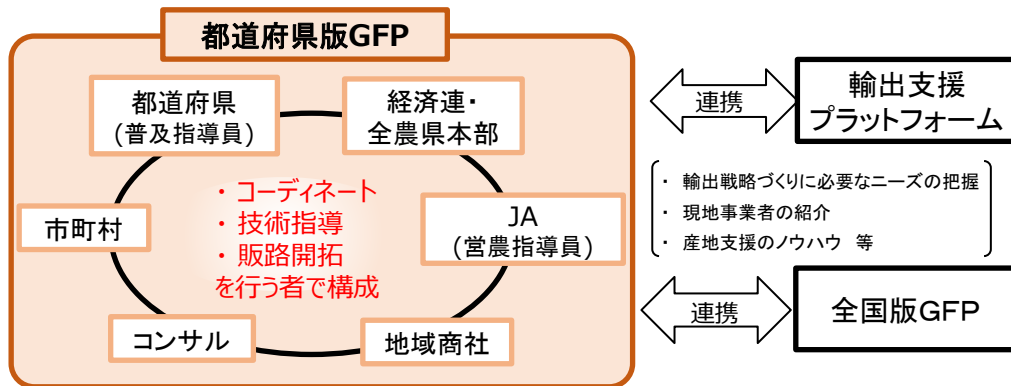 都道府県版GFP
都道府県
(普及指導員)
経済連・
全農県本部
市町村
・ コーディネート
・ 技術指導
・ 販路開拓
を行う者で構成
JA
(営農指導員)
コンサル
地域商社
連携
輸出支援
プラットフォーム
・ 輸出戦略づくりに必要なニーズの把握
・ 現地事業者の紹介
・ 産地支援のノウハウ 等
連携
全国版GFP